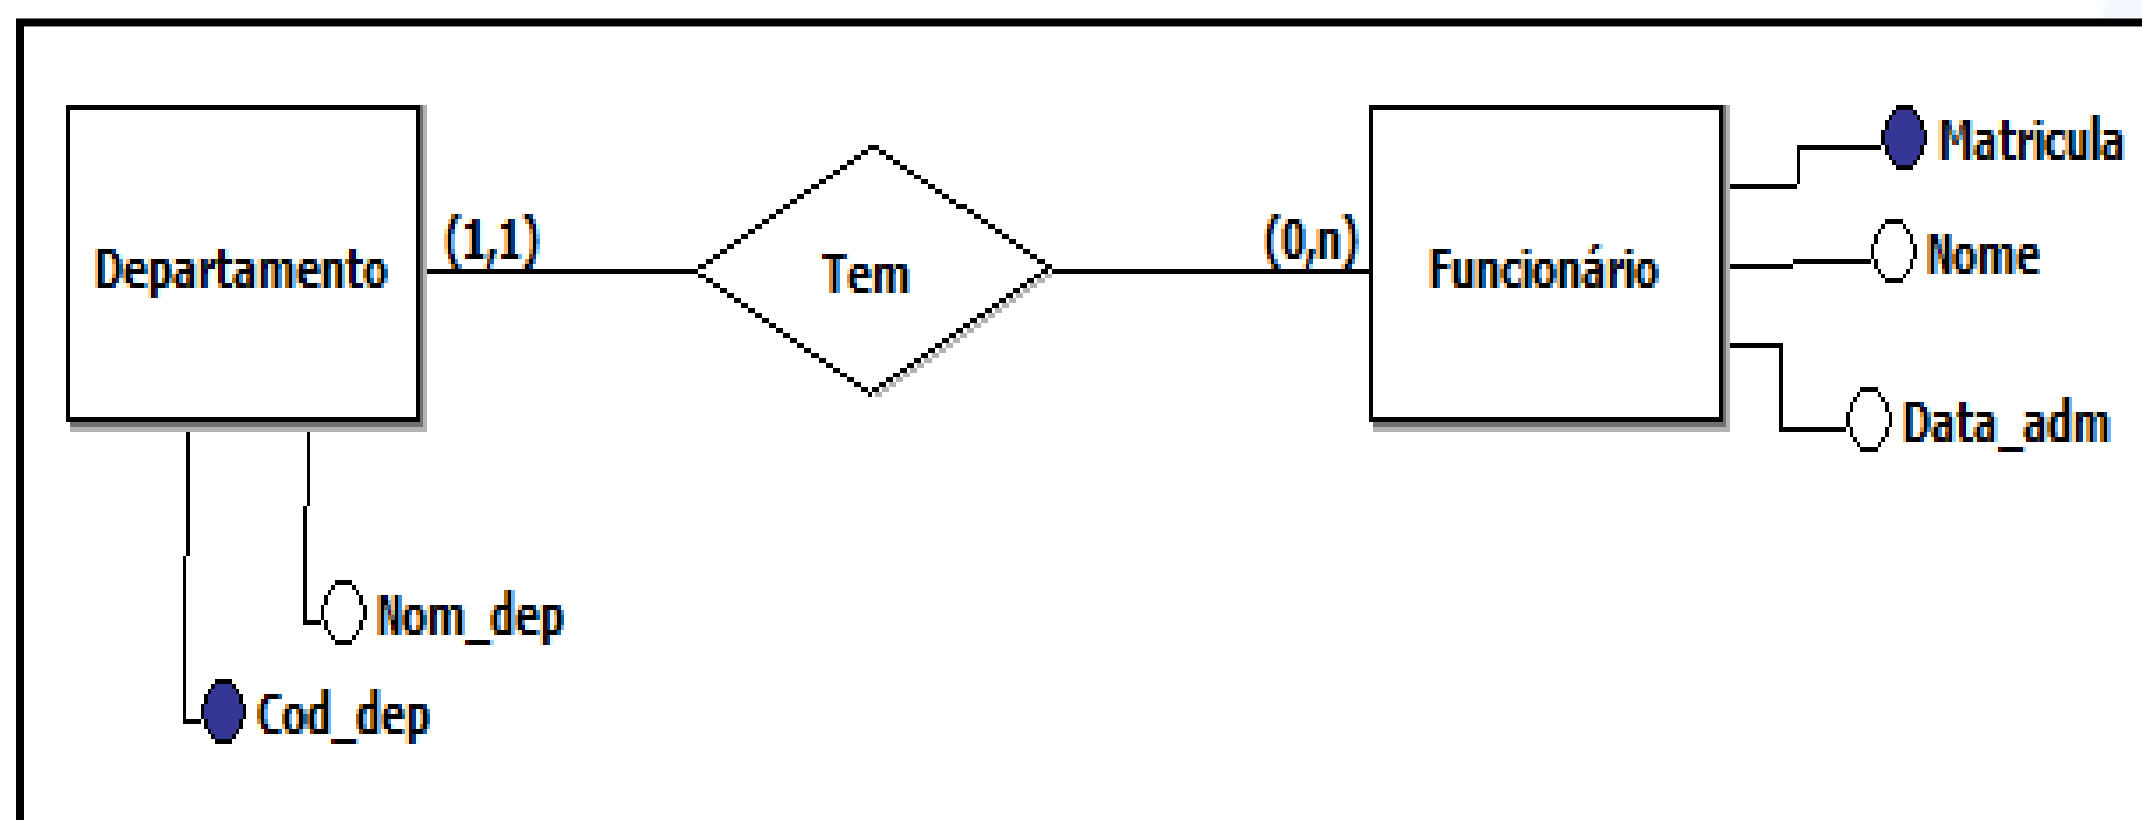 Departamento
(1,1)
Tem
(0,n)
Funcionário
Matricula
Nome
Data_adm
Nom_dep
Cod_dep